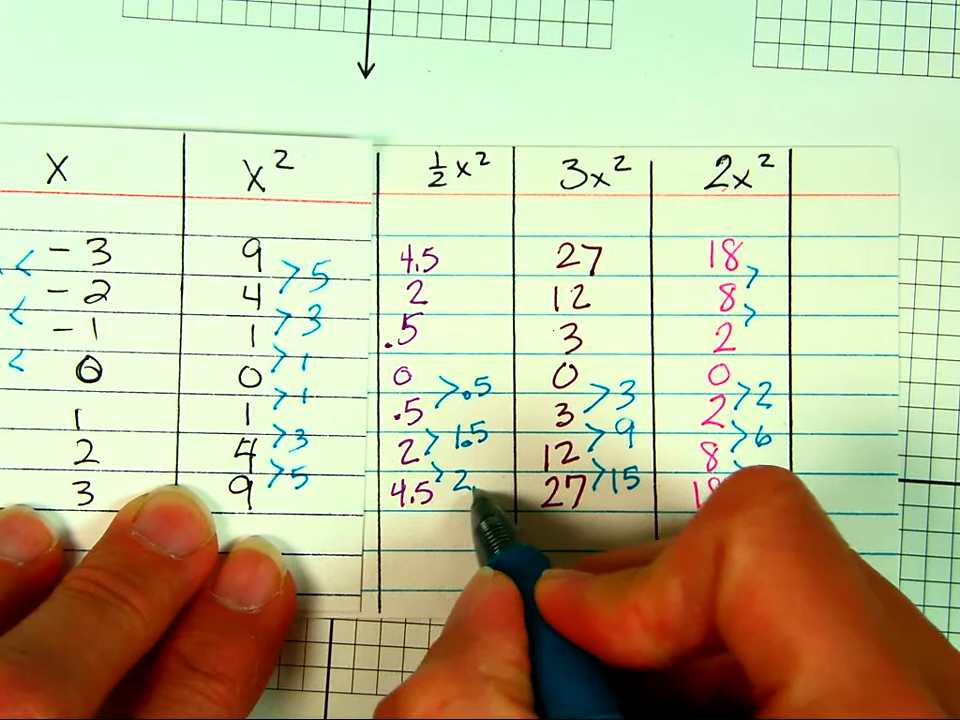 x x² ½x² 3x² 2x²
-3 9 4.5 27 18
< >5 >
-2 4 2 12 8
< >3 >
-1 1 .5 3 2
< >1
0 0 0 0 0
>1 >.5 >3 >2
1 1 .5 3 2
>3 >1.5 >9 >6
2 4 2 12 8
>5 >2. >15
3 9 4.5 27